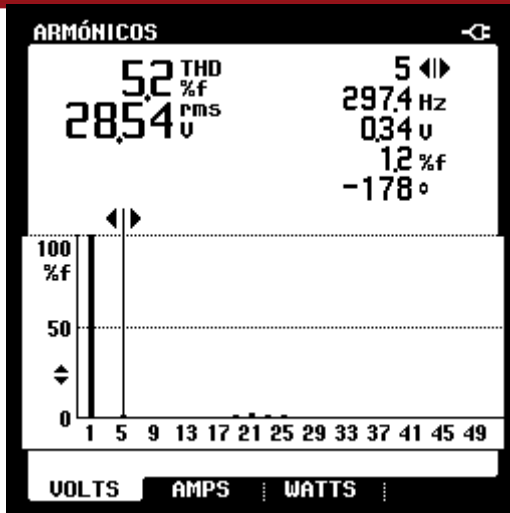 ARMÓNICOS
5,2 THD %f
28,54 rms V
5
297,4 Hz
0,34 V
1,2 %f
-178 °
100
%f
50
0
1 5 9 13 17 21 25 29 33 37 41 45 49
VOLTS AMPS WATTS